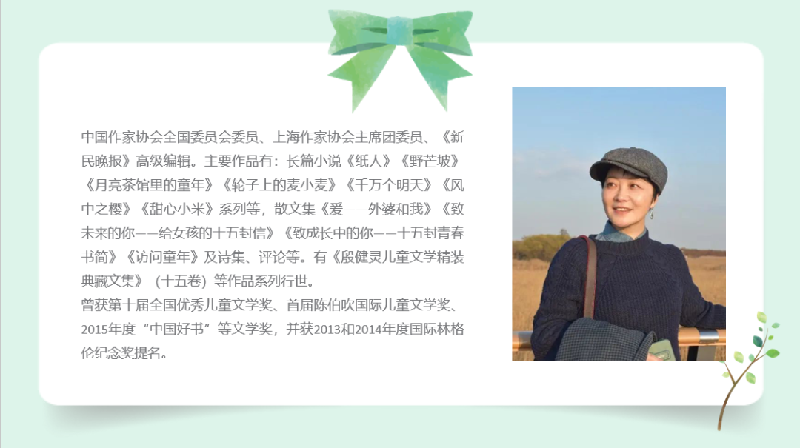 中国作家协会全国委员会委员、上海作家协会主席团委员、《新
民晚报》高级编辑。主要作品有：长篇小说《纸人》《野芒坡》
《月亮茶馆里的童年》《轮子上的麦小麦》《千万个明天》《风
中之樱》《甜心小米》系列等，散文集《爱　　外婆和我》《致
未来的你——给女孩的十五封信》《致成长中的你——十五封青春
书简》《访问童年》及诗集、评论等。有《殷健灵儿童文学精装
典藏文集》（十五卷）等作品系列行世。
曾获第十届全国优秀儿童文学奖、首届陈伯吹国际儿童文学奖、
2015年度“中国好书”等文学奖，并获2013和2014年度国际林格
伦纪念奖提名。